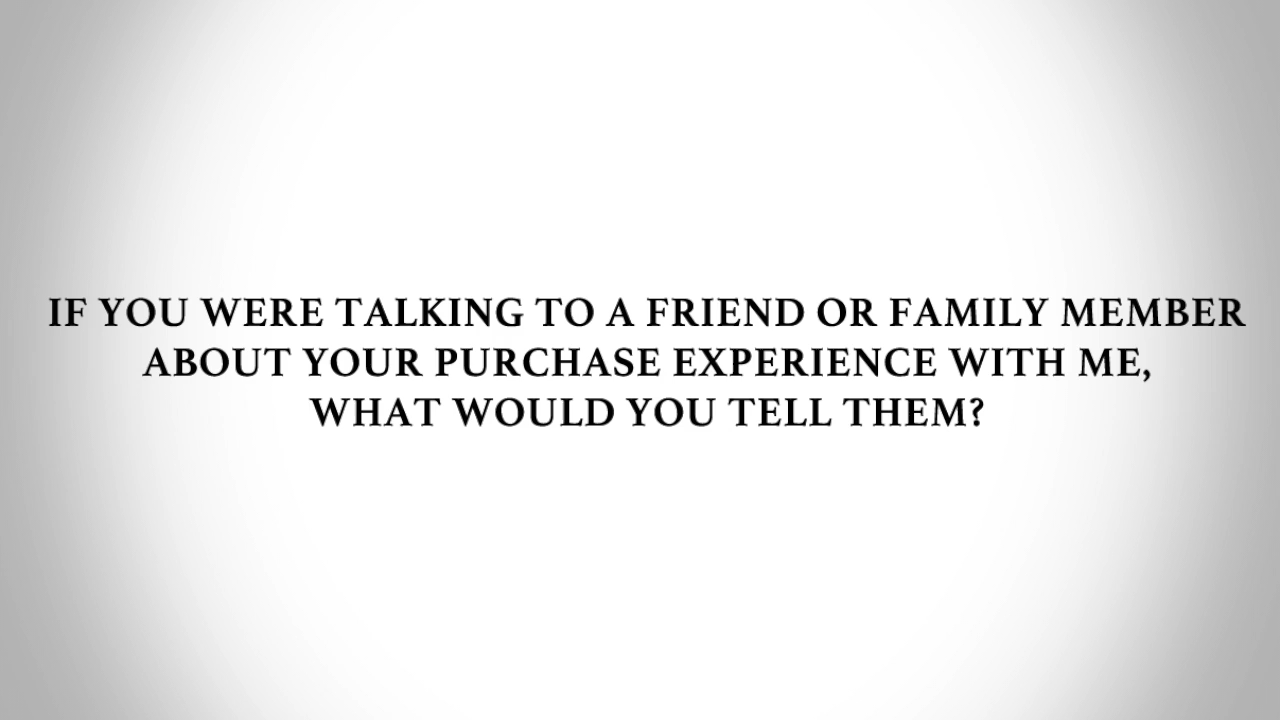 IF YOU WERE TALKING TO A FRIEND OR FAMILY MEMBER
ABOUT YOUR PURCHASE EXPERIENCE WITH ME,
WHAT WOULD YOU TELL THEM?